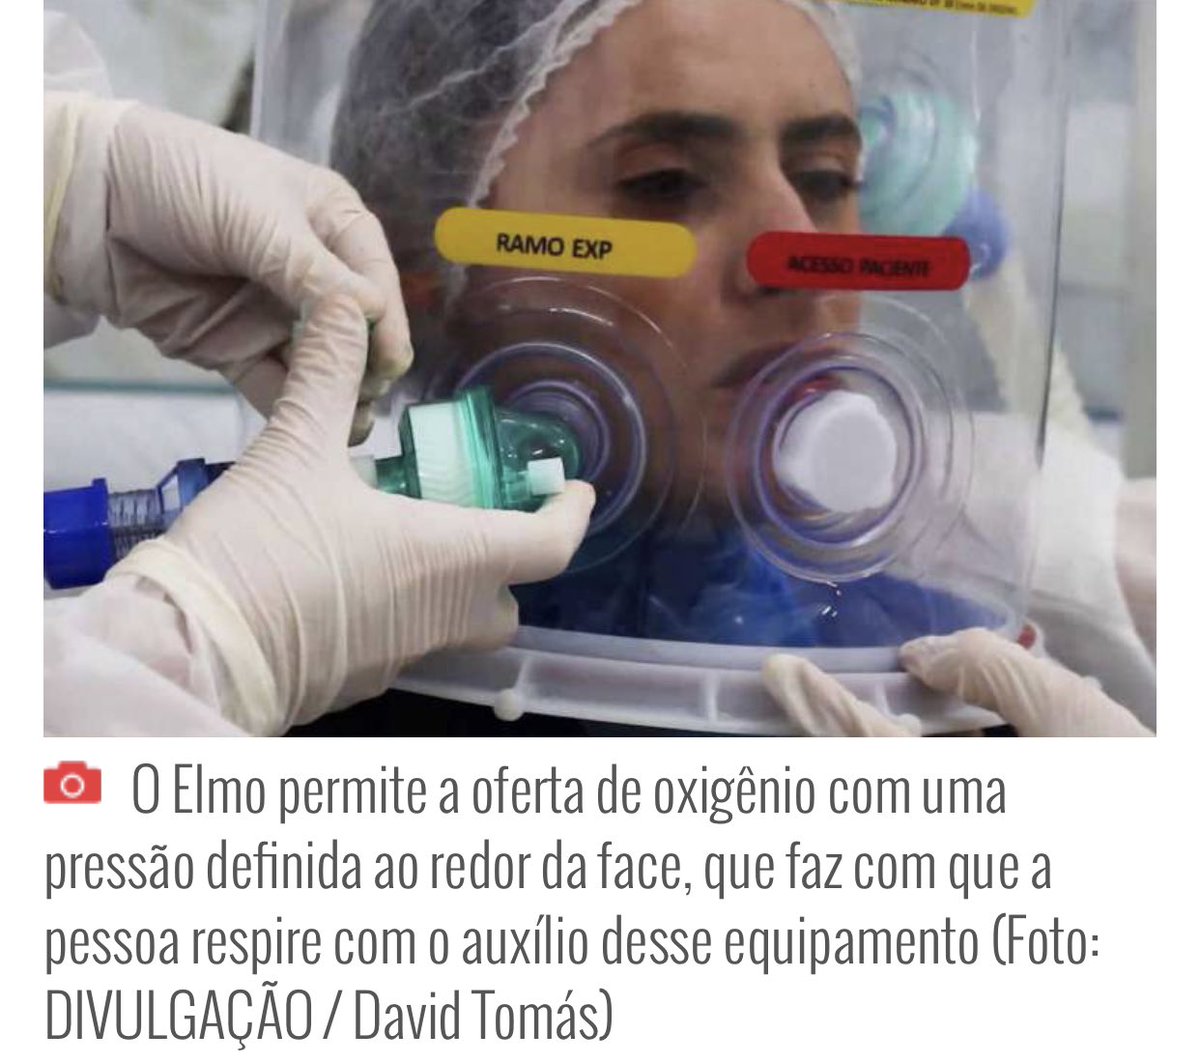 RAMO EXP
ACESSO PACIENTE
O Elmo permite a oferta de oxigênio com uma
pressão definida ao redor da face, que faz com que a
pessoa respire com o auxílio desse equipamento (Foto:
DIVULGAÇÃO / David Tomás)